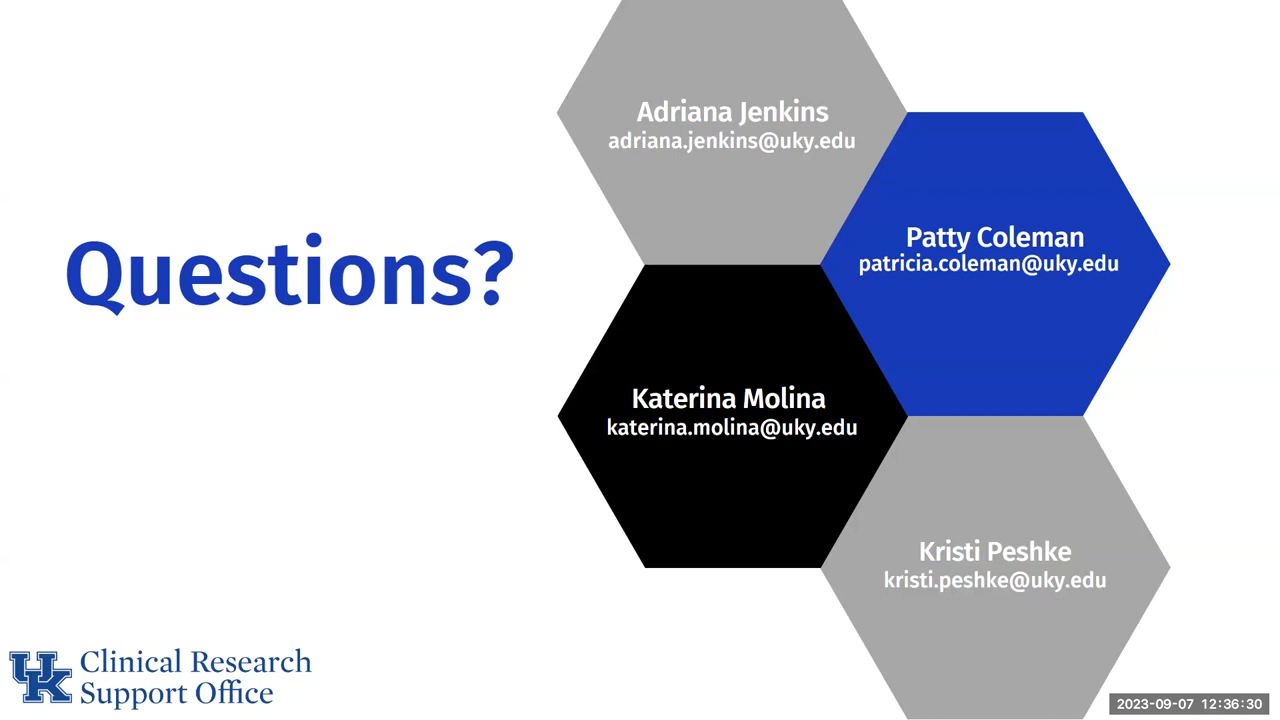 Questions?
Adriana Jenkins
adriana.jenkins@uky.edu
Patty Coleman
patricia.coleman@uky.edu
Katerina Molina
katerina.molina@uky.edu
Kristi Peshke
kristi.peshke@uky.edu
UK
Clinical Research
Support Office
2023-09-07 12:36:30